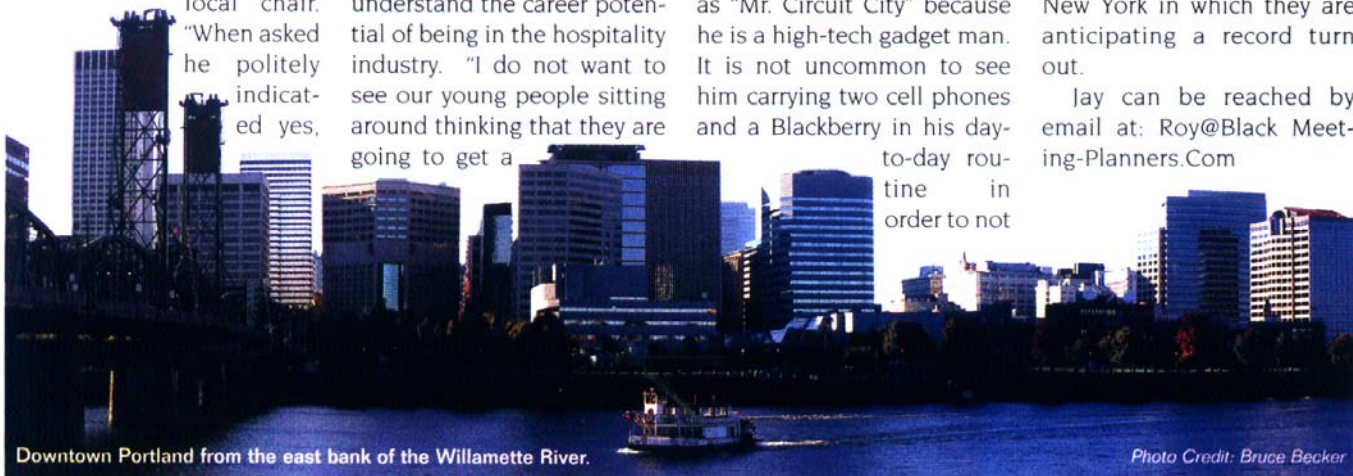 local chair.
"When asked
he politely
indicat-
ed yes,
understand the career poten-
tial of being in the hospitality
industry. "I do not want to
see our young people sitting
around thinking that they are
going to get a
as "Mr. Circuit City" because
he is a high-tech gadget man.
It is not uncommon to see
him carrying two cell phones
and a Blackberry in his day-
to-day rou-
tine in
order to not
New York in which they are
anticipating a record turn
out.
Jay can be reached by
email at: Roy@Black Meet-
ing-Planners.Com
Downtown Portland from the east bank of the Willamette River.
Photo Credit: Bruce Becker